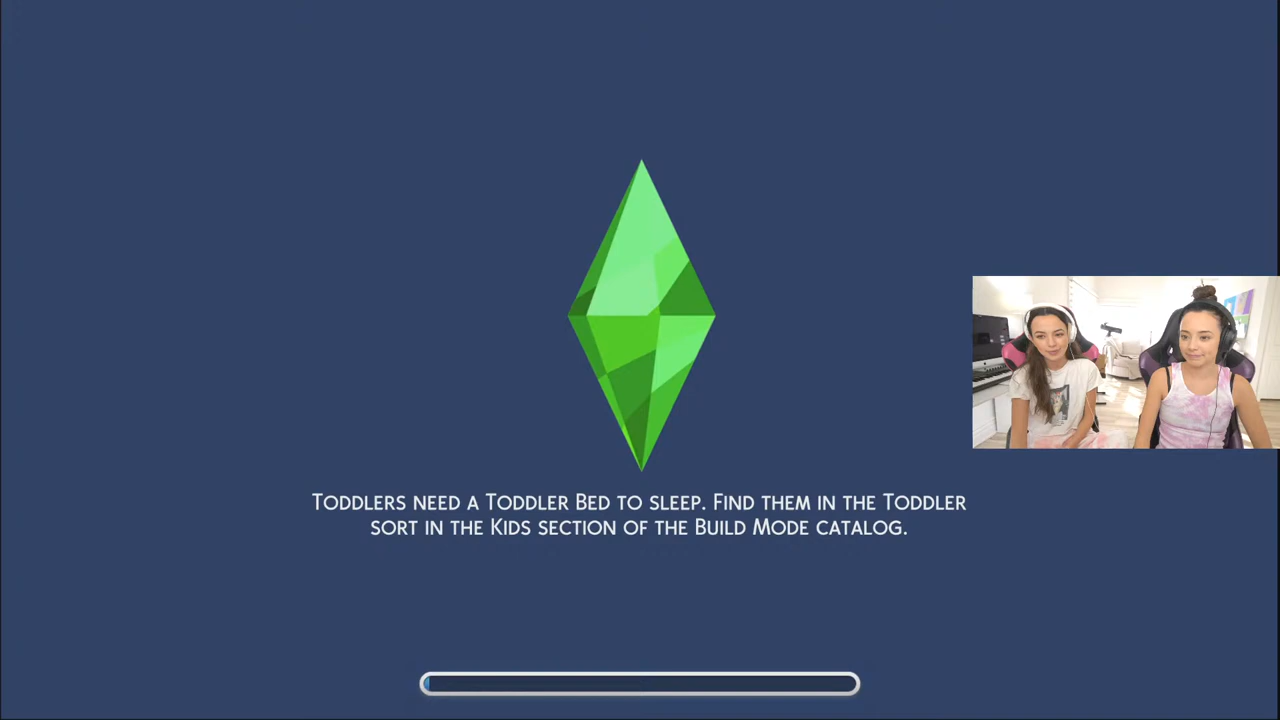 Toddlers need a Toddler Bed to sleep. Find them in the Toddler
sort in the Kids section of the Build Mode catalog.